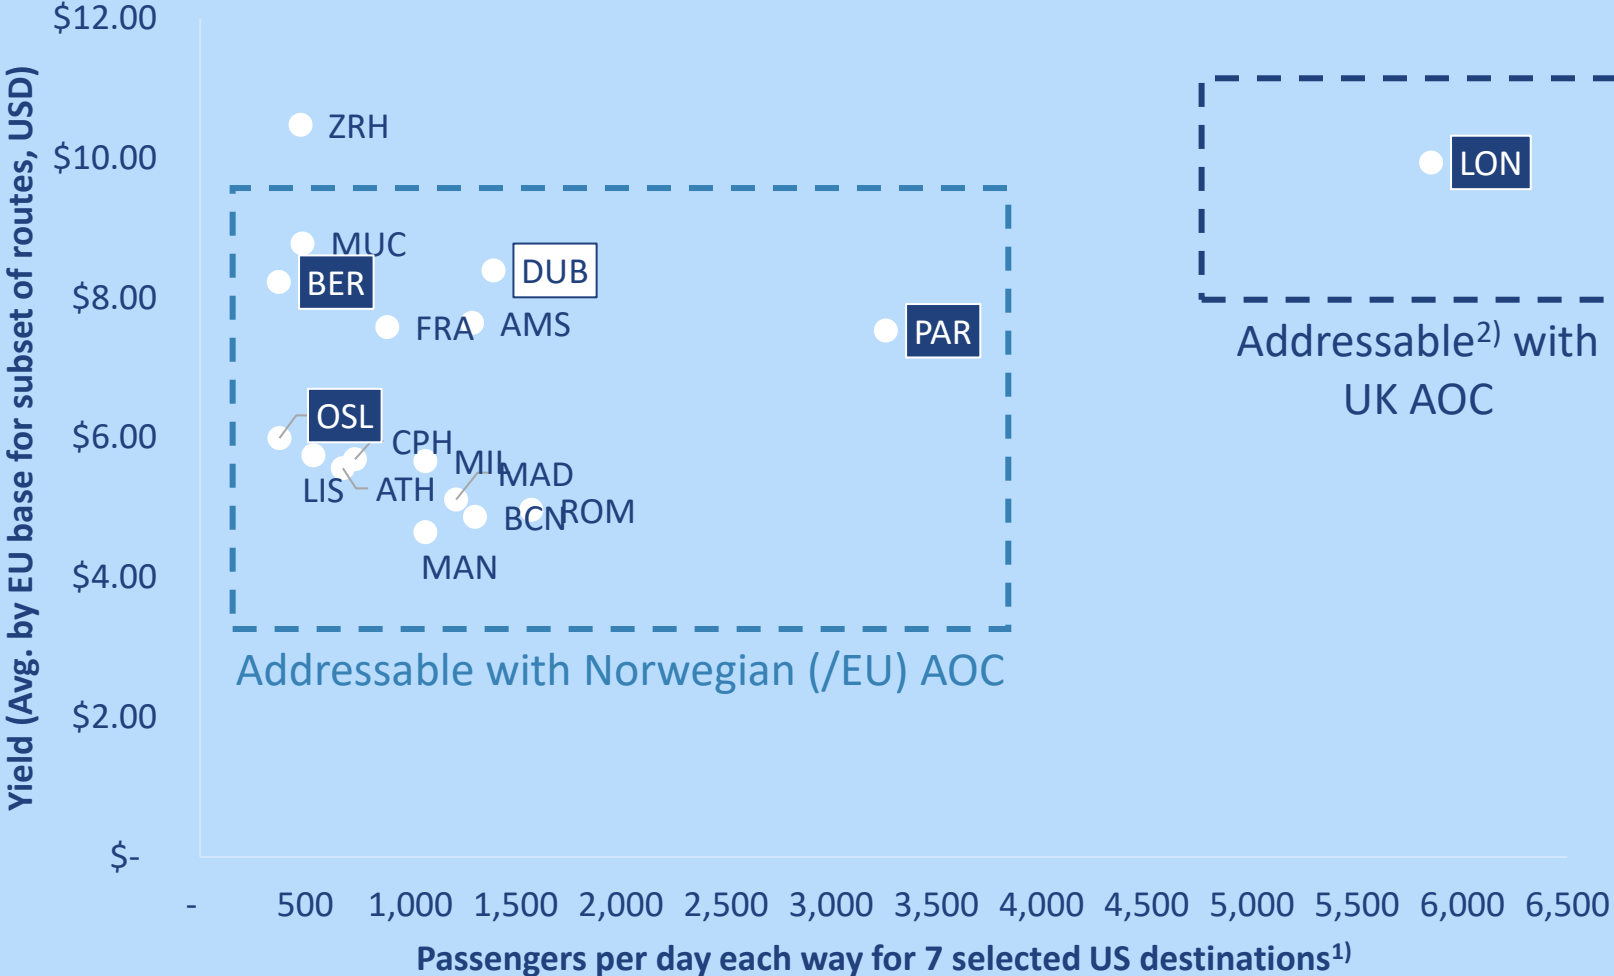 $12.00
$10.00
$8.00
$6.00
$4.00
$2.00
$-
Yield (Avg. by EU base for subset of routes, USD)
ZRH
LON
MUC
BER
DUB
FRA
AMS
PAR
Addressable2) with
UK AOC
OSL
CPH
MIL
MAD
LIS
ATH
BCN
ROM
MAN
Addressable with Norwegian (/EU) AOC
- 500 1,000 1,500 2,000 2,500 3,000 3,500 4,000 4,500 5,000 5,500 6,000 6,500
Passengers per day each way for 7 selected US destinations1)